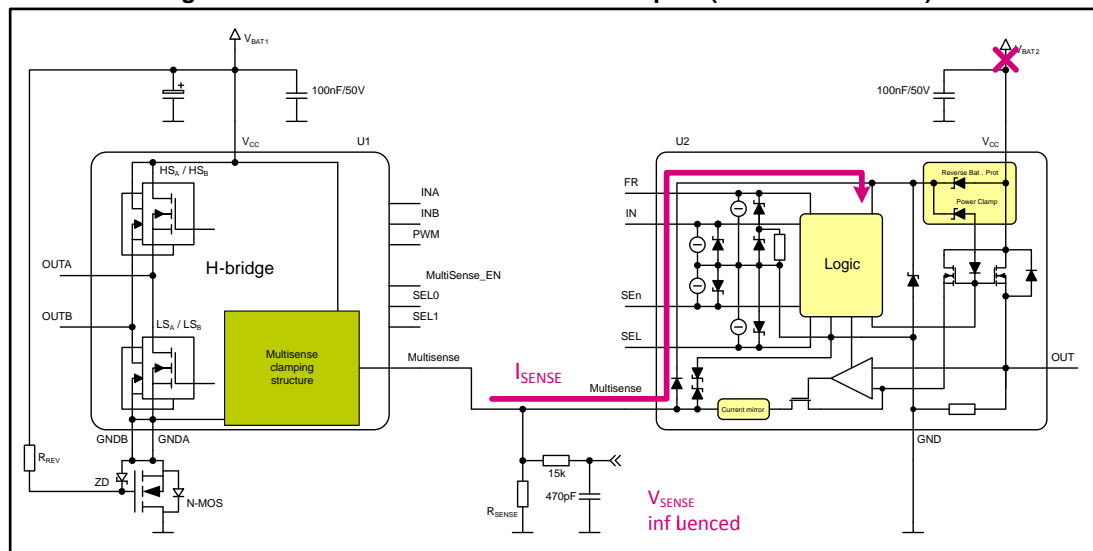 V_BAT1
V_BAT2
100nF/50V
100nF/50V
V_CC
U1
U2
V_CC
HS_A / HS_B
Reverse Bat . Prot
FR
INA
Power Clamp
IN
INB
PWM
OUTA
H-bridge
Logic
MultiSense_EN
SEL0
SEn
OUTB
LS_A / LS_B
SEL1
SEL
Multisense
clamping
structure
Multisense
I_SENSE
Multisense
OUT
Current mirror
GNDB
GNDA
GND
R_REV
ZD
N-MOS
15k
R_SENSE
470pF
V_SENSE
inf uenced